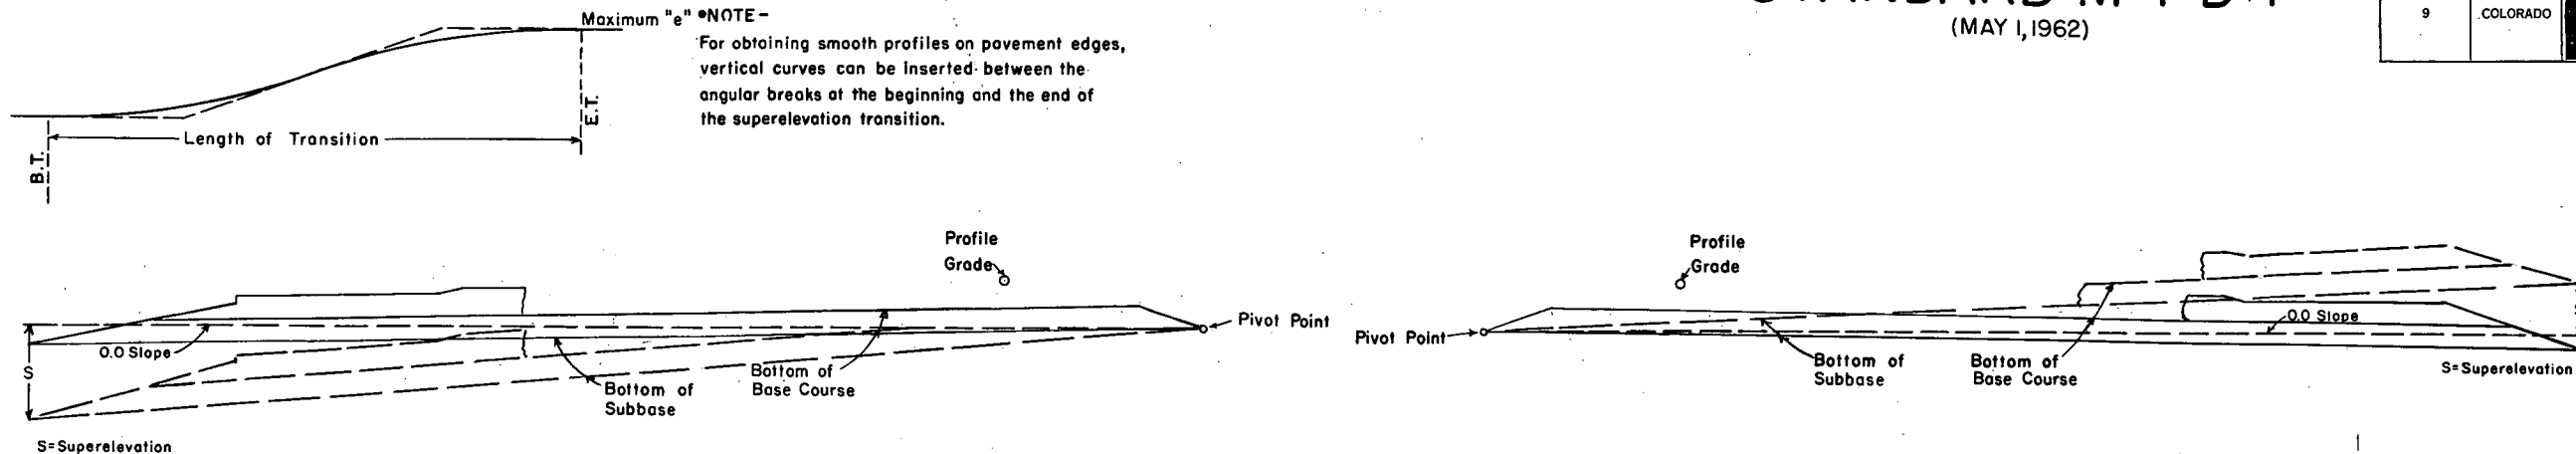 (MAY 1, 1962)
9 COLORADO
Maximum "e" •NOTE-
For obtaining smooth profiles on pavement edges,
vertical curves can be inserted between the
angular breaks at the beginning and the end of
the superelevation transition.
E.T.
Length of Transition
B.T.
Profile
Grade
Pivot Point
0.0 Slope
S
Bottom of
Subbase
Bottom of
Base Course
S=Superelevation
Profile
Grade
Pivot Point
0.0 Slope
Bottom of
Subbase
Bottom of
Base Course
S=Superelevation